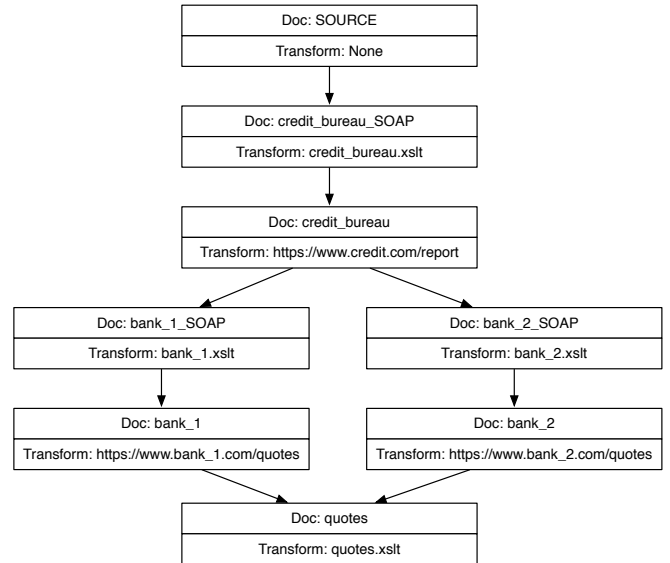 Doc: SOURCE
Transform: None
Doc: credit_bureau_SOAP
Transform: credit_bureau.xslt
Doc: credit_bureau
Transform: https://www.credit.com/report
Doc: bank_1_SOAP
Transform: bank_1.xslt
Doc: bank_2_SOAP
Transform: bank_2.xslt
Doc: bank_1
Transform: https://www.bank_1.com/quotes
Doc: bank_2
Transform: https://www.bank_2.com/quotes
Doc: quotes
Transform: quotes.xslt